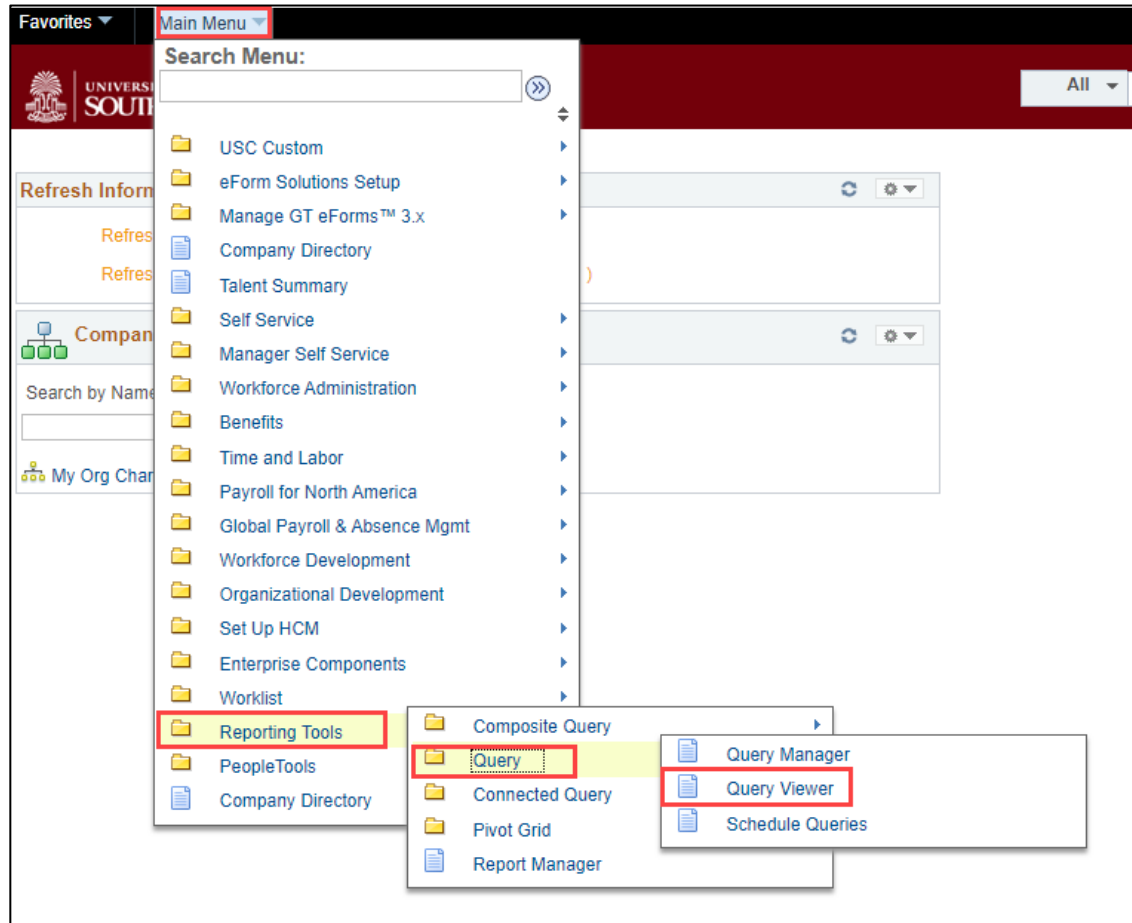 Favorites
Main Menu
Search Menu:
All
USC Custom
eForm Solutions Setup
Manage GT eForms™ 3.x
Company Directory
Talent Summary
Self Service
Manager Self Service
Workforce Administration
Benefits
Time and Labor
Payroll for North America
Global Payroll & Absence Mgmt
Workforce Development
Organizational Development
Set Up HCM
Enterprise Components
Worklist
Reporting Tools
PeopleTools
Company Directory
Composite Query
Query
Connected Query
Pivot Grid
Report Manager
Query Manager
Query Viewer
Schedule Queries
UNIVERSI
SOUTH
Refresh Inform
Refres
Refres )
Compan
Search by Name
My Org Char